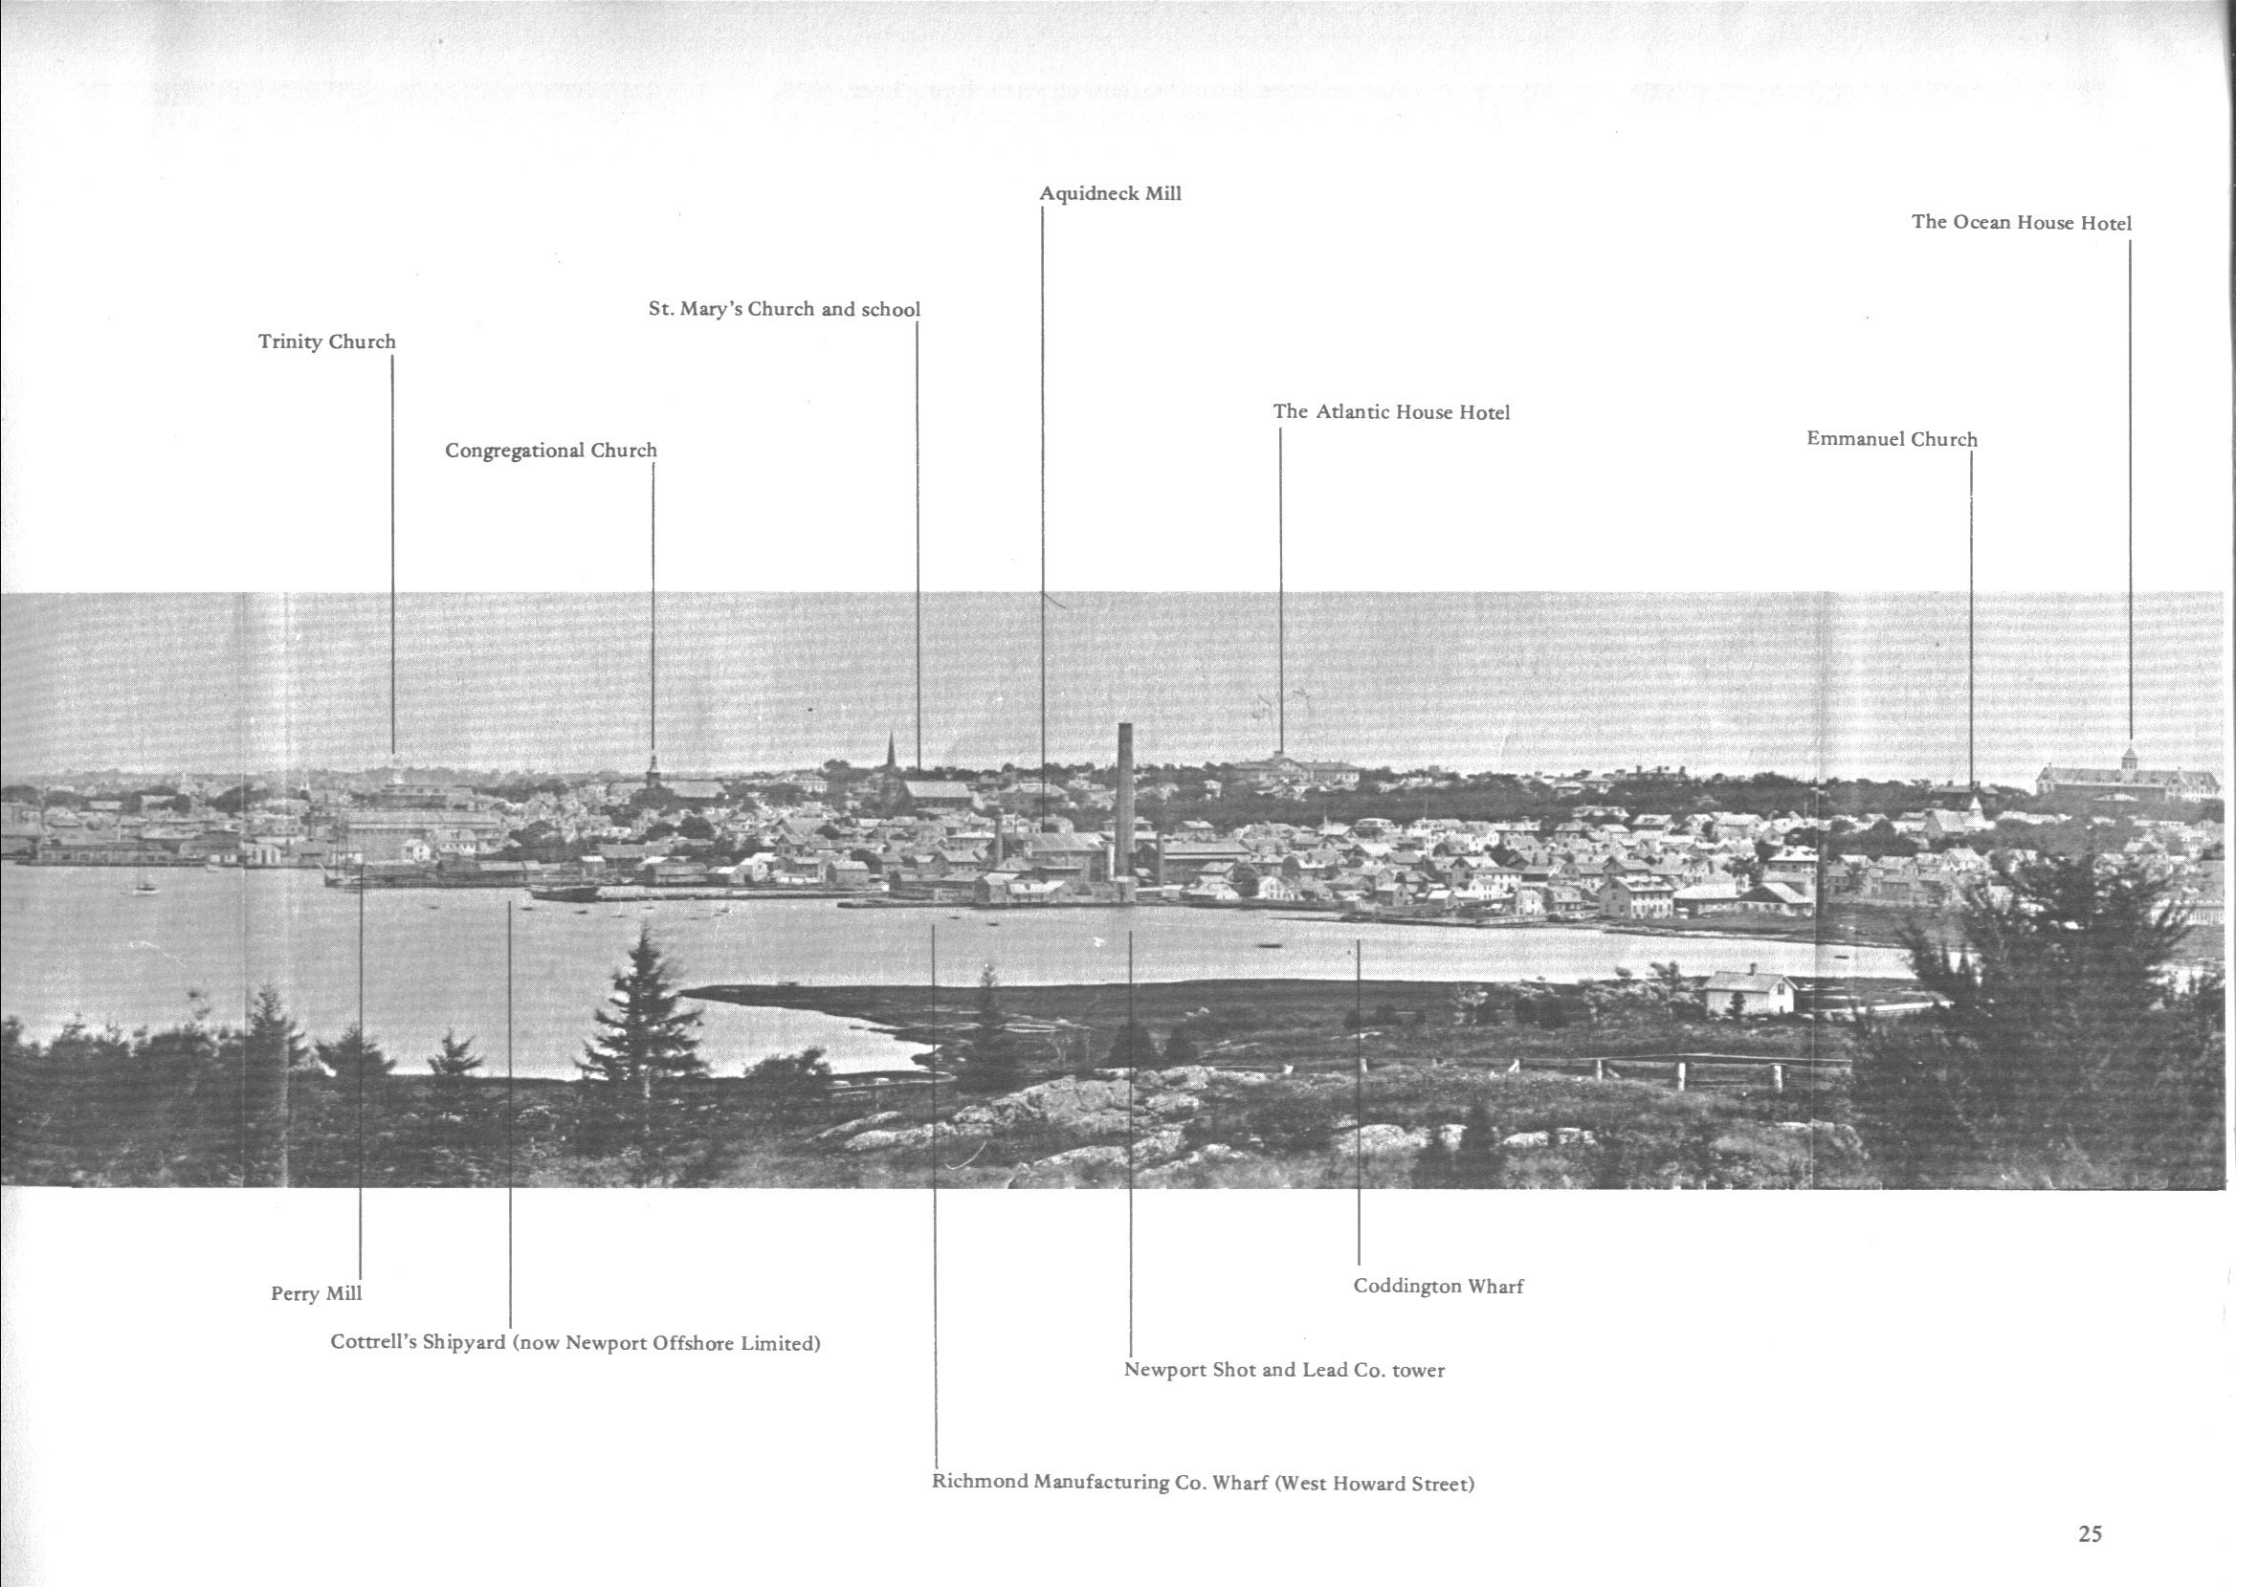 Aquidneck Mill
The Ocean House Hotel
St. Mary's Church and school
Trinity Church
The Atlantic House Hotel
Emmanuel Church
Congregational Church
Perry Mill
Coddington Wharf
Cottrell's Shipyard (now Newport Offshore Limited)
Newport Shot and Lead Co. tower
Richmond Manufacturing Co. Wharf (West Howard Street)
25